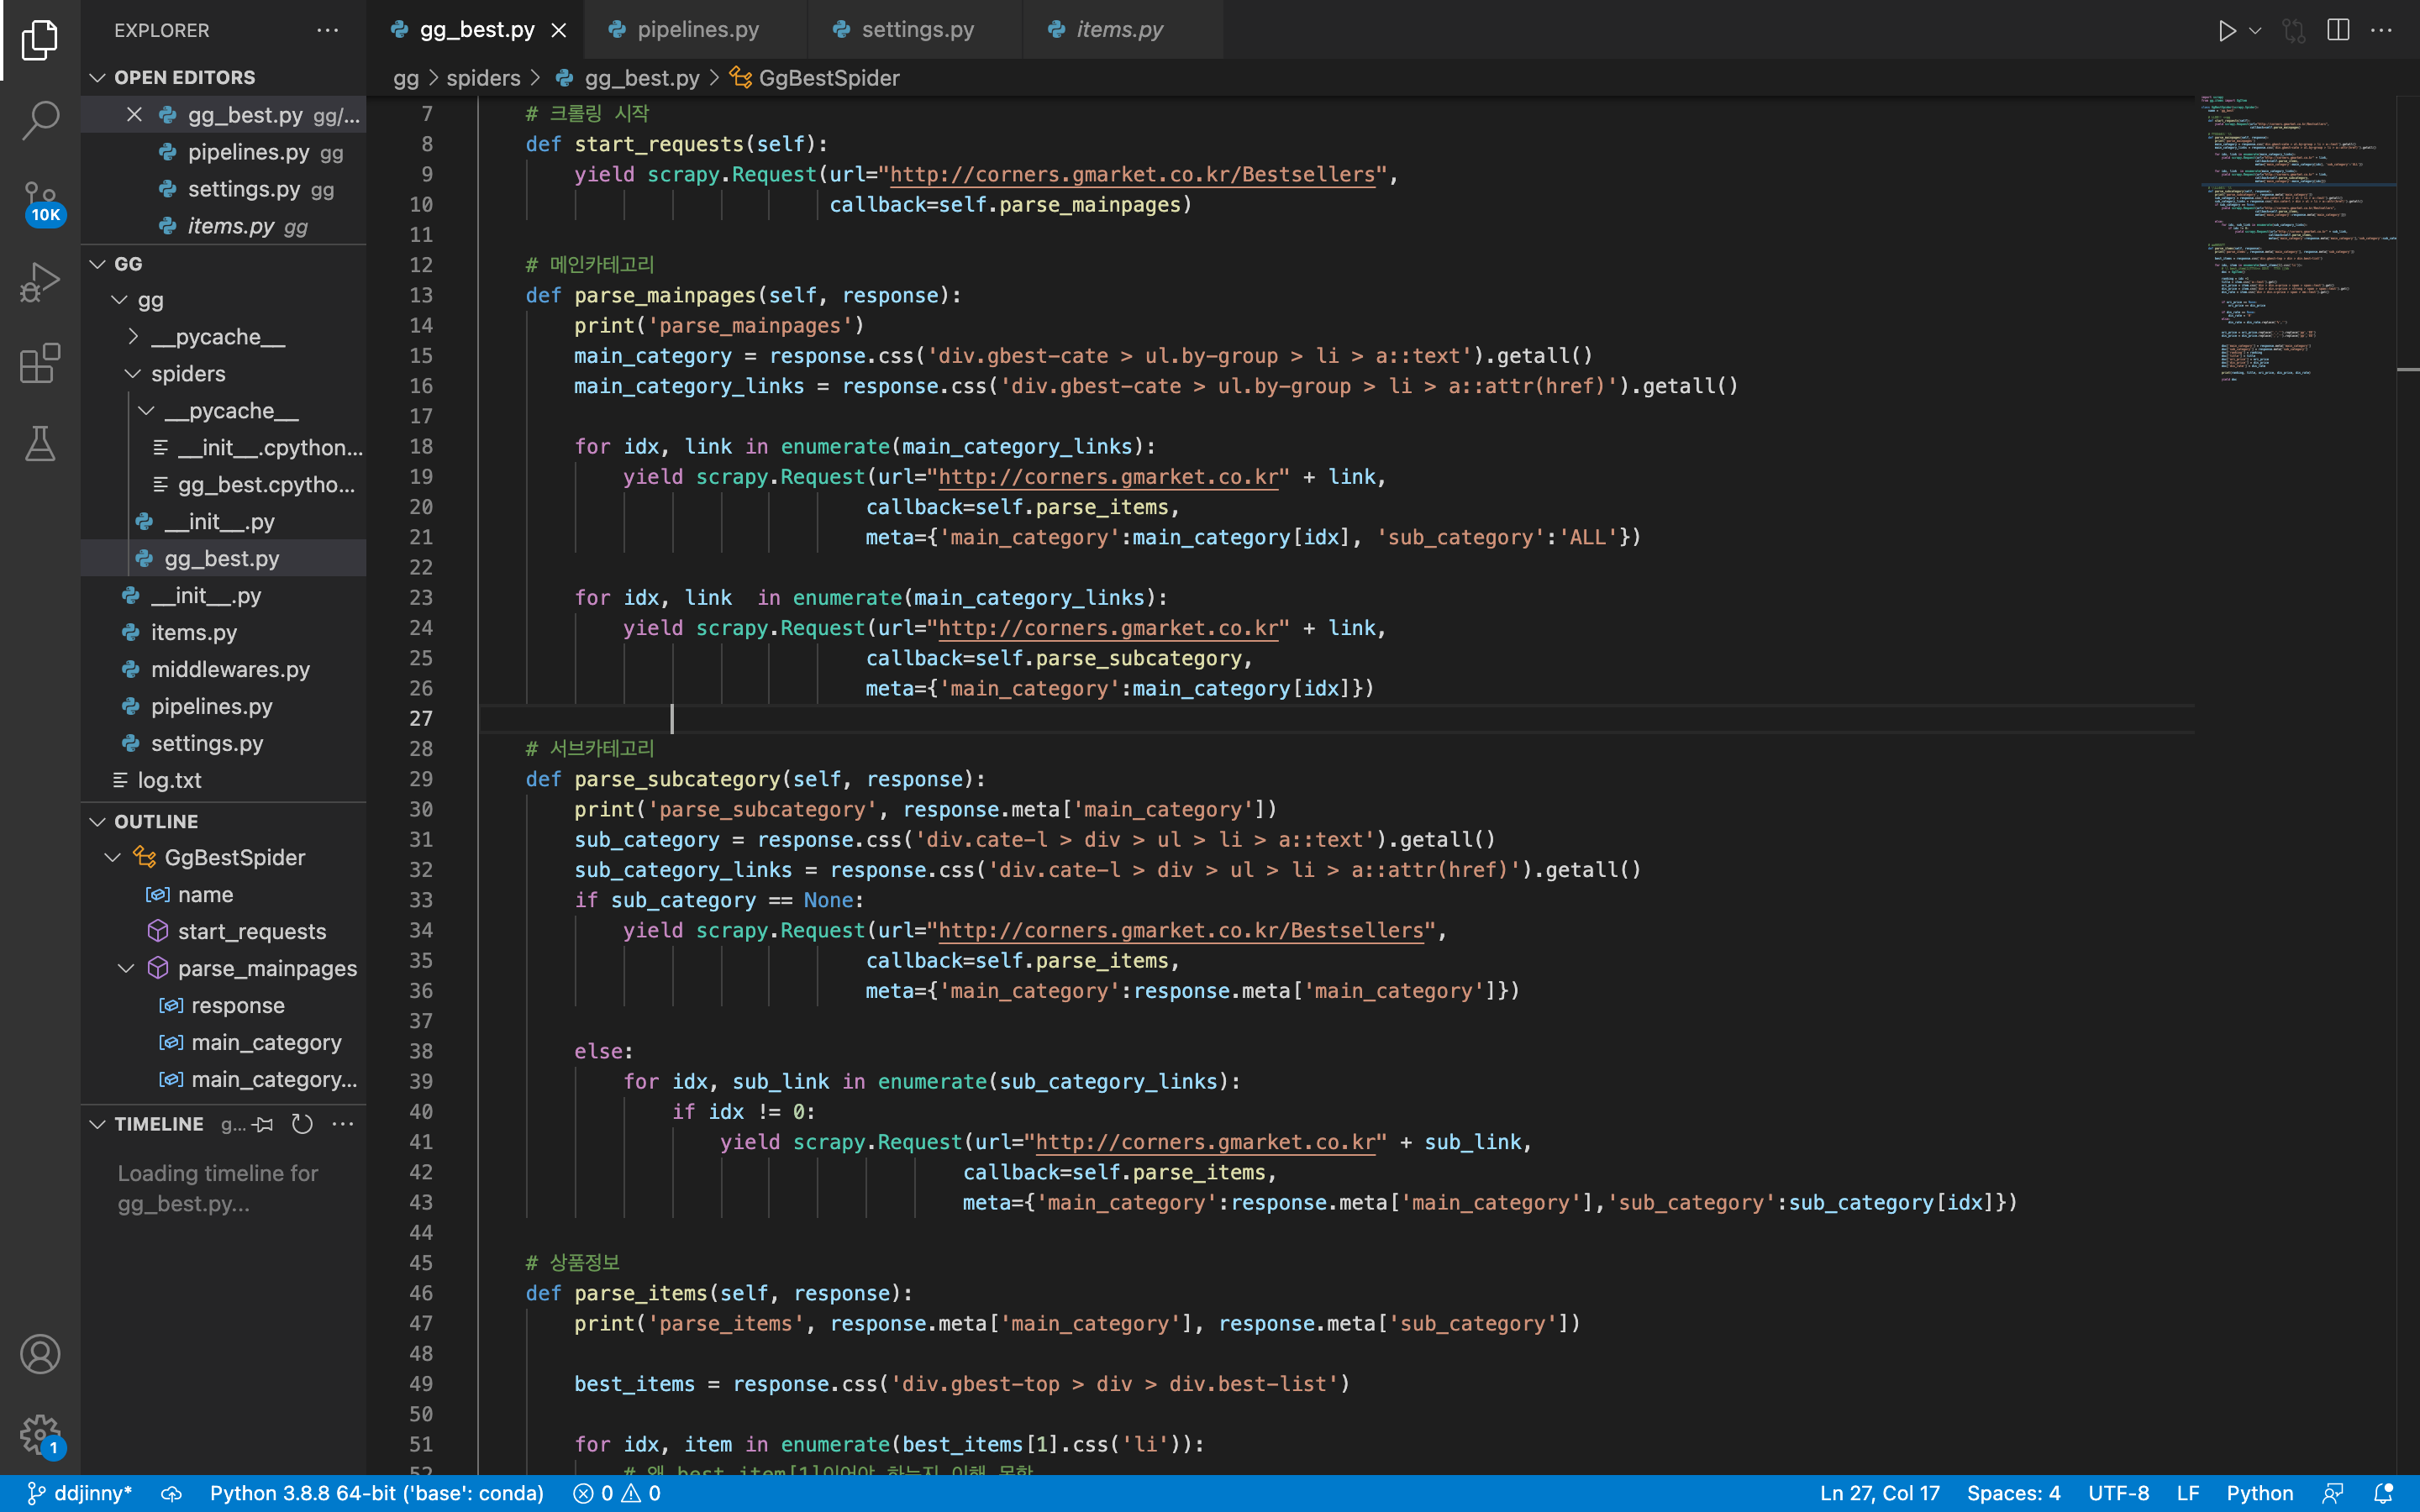 EXPLORER
OPEN EDITORS
gg_best.py gg/...
pipelines.py gg
settings.py gg
items.py gg
GG
gg
__pycache__
spiders
__pycache__
__init__.cpython...
gg_best.cpytho...
__init__.py
gg_best.py
__init__.py
items.py
middlewares.py
pipelines.py
settings.py
log.txt
OUTLINE
GgBestSpider
name
start_requests
parse_mainpages
response
main_category
main_category...
TIMELINE g...
Loading timeline for
gg_best.py...
10K
1
gg_best.py pipelines.py settings.py items.py
gg > spiders > gg_best.py > GgBestSpider
7 # 크롤링 시작
8 def start_requests(self):
9 yield scrapy.Request(url="http://corners.gmarket.co.kr/Bestsellers",
10 callback=self.parse_mainpages)
11
12 # 메인카테고리
13 def parse_mainpages(self, response):
14 print('parse_mainpages')
15 main_category = response.css('div.gbest-cate > ul.by-group > li > a::text').getall()
16 main_category_links = response.css('div.gbest-cate > ul.by-group > li > a::attr(href)').getall()
17
18 for idx, link in enumerate(main_category_links):
19 yield scrapy.Request(url="http://corners.gmarket.co.kr" + link,
20 callback=self.parse_items,
21 meta={'main_category':main_category[idx], 'sub_category':'ALL'})
22
23 for idx, link  in enumerate(main_category_links):
24 yield scrapy.Request(url="http://corners.gmarket.co.kr" + link,
25 callback=self.parse_subcategory,
26 meta={'main_category':main_category[idx]})
27
28 # 서브카테고리
29 def parse_subcategory(self, response):
30 print('parse_subcategory', response.meta['main_category'])
31 sub_category = response.css('div.cate-l > div > ul > li > a::text').getall()
32 sub_category_links = response.css('div.cate-l > div > ul > li > a::attr(href)').getall()
33 if sub_category == None:
34 yield scrapy.Request(url="http://corners.gmarket.co.kr/Bestsellers",
35 callback=self.parse_items,
36 meta={'main_category':response.meta['main_category']})
37
38 else:
39 for idx, sub_link in enumerate(sub_category_links):
40 if idx != 0:
41 yield scrapy.Request(url="http://corners.gmarket.co.kr" + sub_link,
42 callback=self.parse_items,
43 meta={'main_category':response.meta['main_category'],'sub_category':sub_category[idx]})
44
45 # 상품정보
46 def parse_items(self, response):
47 print('parse_items', response.meta['main_category'], response.meta['sub_category'])
48
49 best_items = response.css('div.gbest-top > div > div.best-list')
50
51 for idx, item in enumerate(best_items[1].css('li')):
52 # 왜 best_item[1]이어야 하는지 이해 못함
ddjinny* Python 3.8.8 64-bit ('base': conda) 0 0 Ln 27, Col 17 Spaces: 4 UTF-8 LF Python